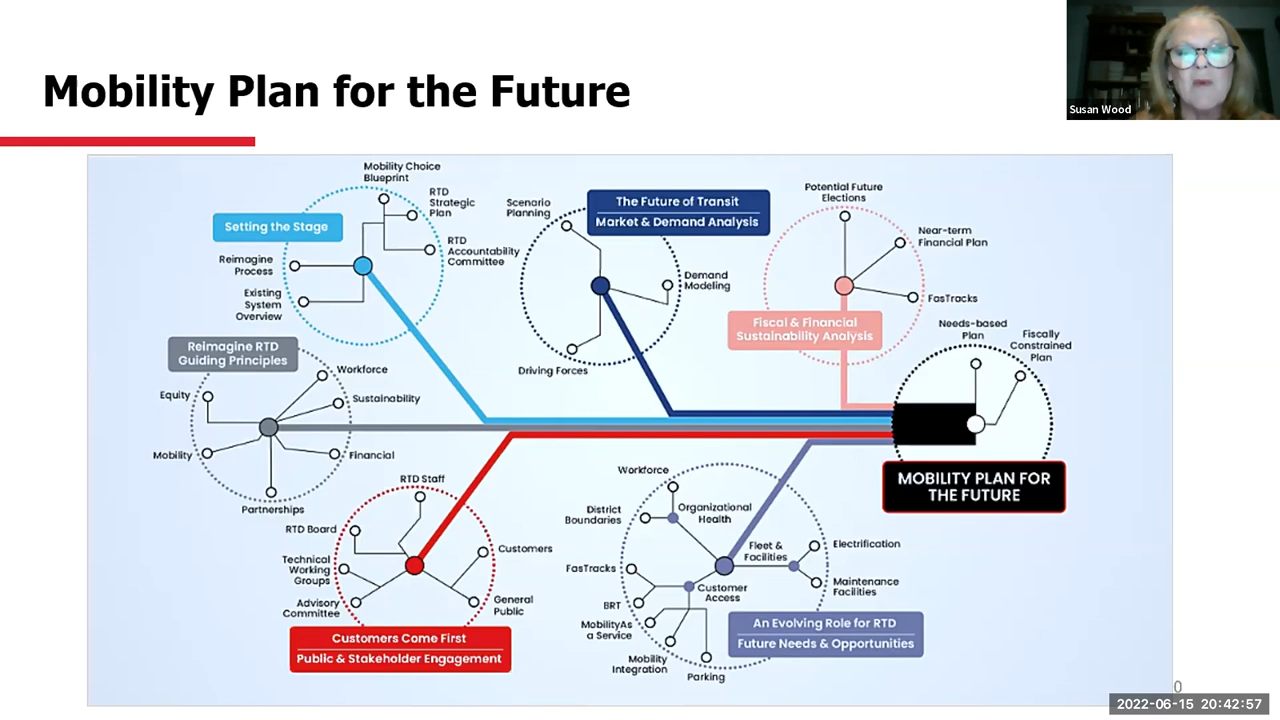 Mobility Plan for the Future
Susan Wood
Mobility Choice
Blueprint
RTD
Strategic
Plan
RTD
Accountability
Committee
Setting the Stage
Reimagine
Process
Existing
System
Overview
Scenario
Planning
The Future of Transit
Market & Demand Analysis
Demand
Modeling
Driving Forces
Potential Future
Elections
Near-term
Financial Plan
FasTracks
Fiscal & Financial
Sustainability Analysis
Needs-based
Plan
Fiscally
Constrained
Plan
Reimagine RTD
Guiding Principles
Workforce
Equity
Sustainability
Mobility
Financial
Partnerships
MOBILITY PLAN FOR
THE FUTURE
RTD Staff
RTD Board
Technical
Working
Groups
Advisory
Committee
Customers
General
Public
Customers Come First
Public & Stakeholder Engagement
Workforce
District
Boundaries
Organizational
Health
Fleet &
Facilities
Electrification
Maintenance
Facilities
FasTracks
Customer
Access
BRT
MobilityAs
a Service
Mobility
Integration
Parking
An Evolving Role for RTD
Future Needs & Opportunities
0
2022-06-15 20:42:57